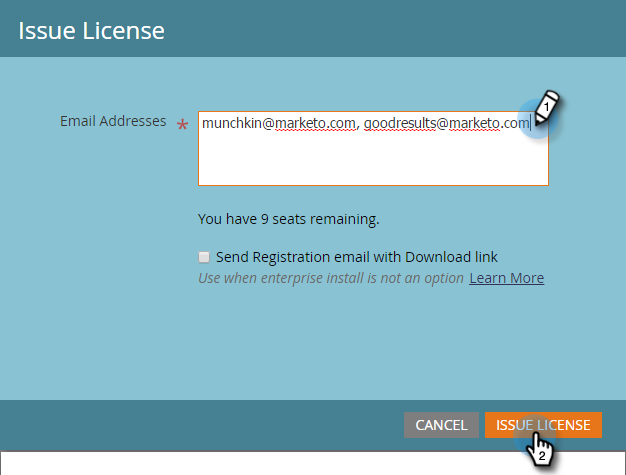 Issue License
Email Addresses *
munchkin@marketo.com, goodresults@marketo.com
1
You have 9 seats remaining.
Send Registration email with Download link
Use when enterprise install is not an option Learn More
CANCEL ISSUE LICENSE
2